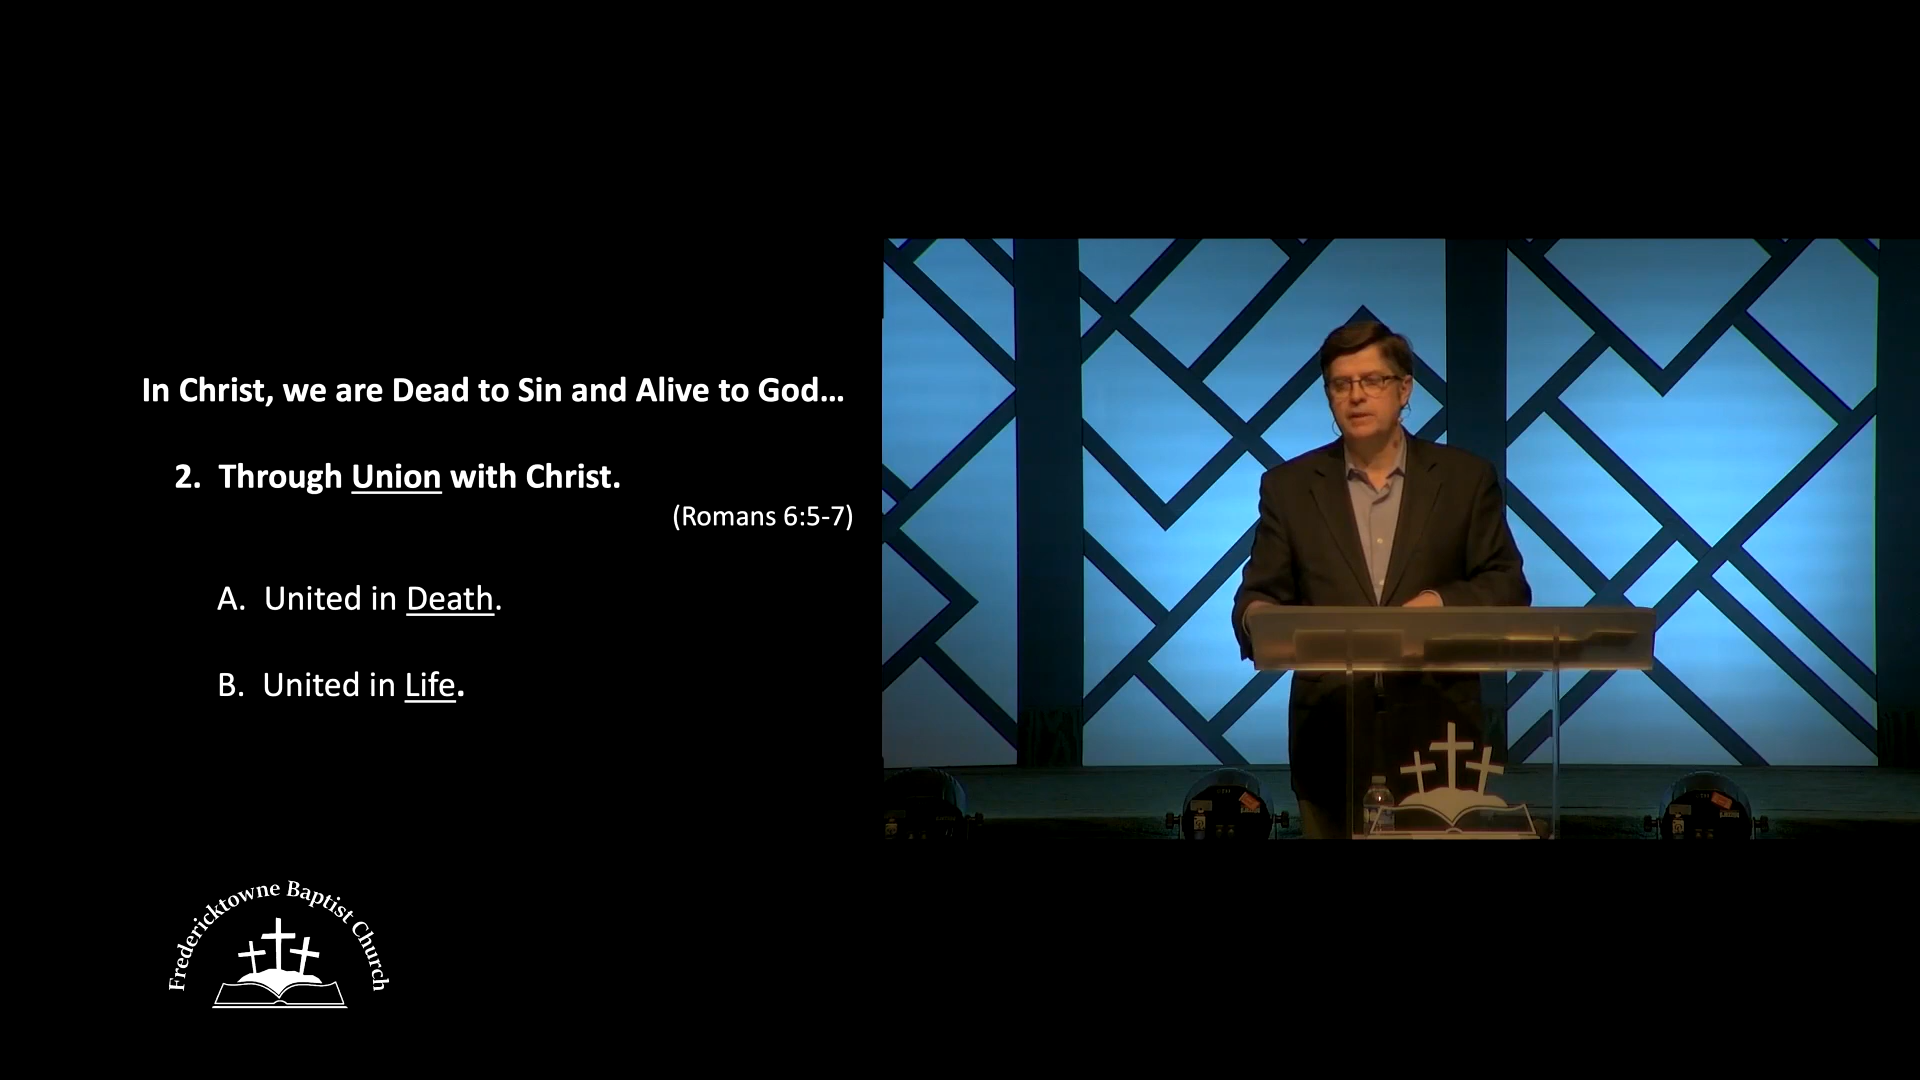 In Christ, we are Dead to Sin and Alive to God...
2. Through Union with Christ.
(Romans 6:5-7)
A. United in Death.
B. United in Life.
Fredericktowne Baptist Church